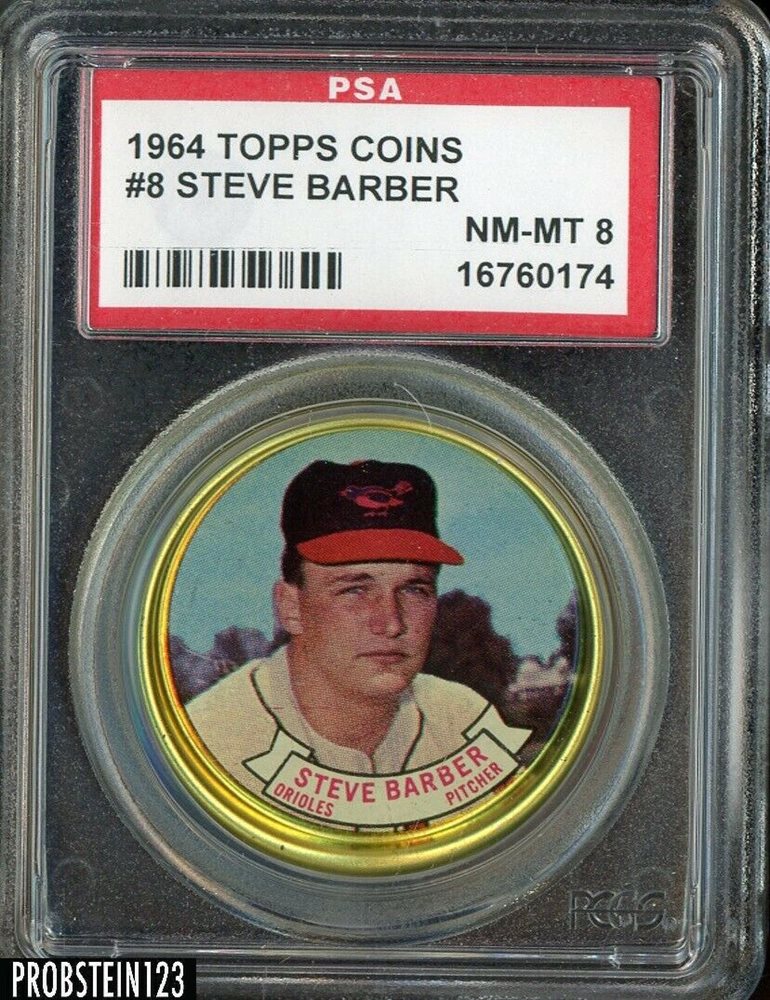 PSA
1964 TOPPS COINS
#8 STEVE BARBER
NM-MT 8
16760174
STEVE BARBER
ORIOLES
PITCHER
PCGS
PROBSTEIN123